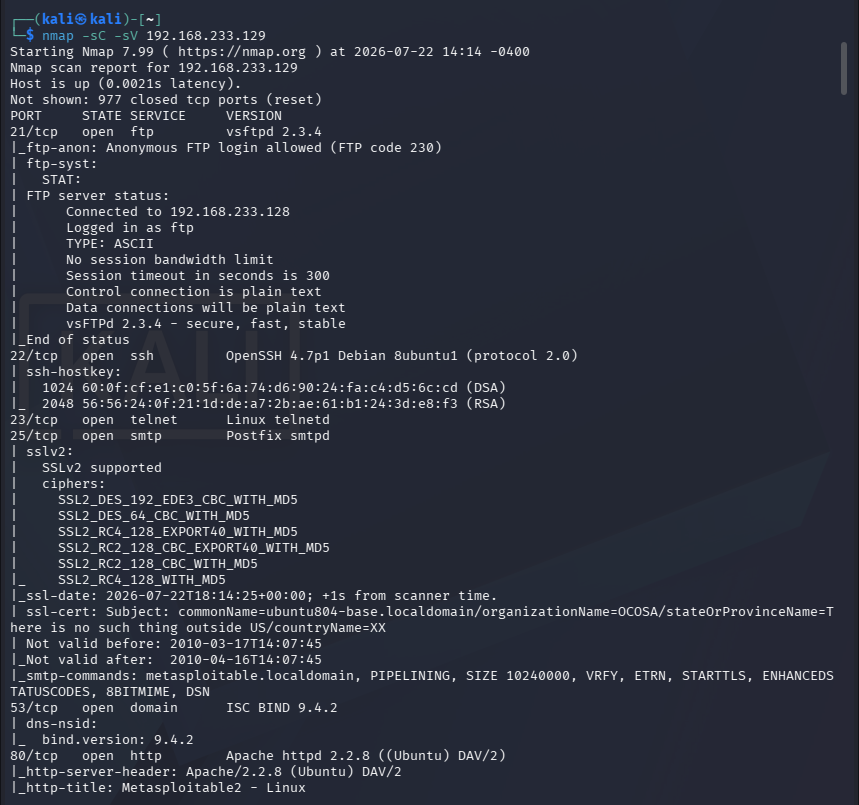 ┌──(kali㉿kali)-[~]
└─$ nmap -sC -sV 192.168.233.129
Starting Nmap 7.99 ( https://nmap.org ) at 2026-07-22 14:14 -0400
Nmap scan report for 192.168.233.129
Host is up (0.0021s latency).
Not shown: 977 closed tcp ports (reset)
PORT     STATE SERVICE     VERSION
21/tcp   open  ftp         vsftpd 2.3.4
|_ftp-anon: Anonymous FTP login allowed (FTP code 230)
| ftp-syst:
|   STAT:
| FTP server status:
|      Connected to 192.168.233.128
|      Logged in as ftp
|      TYPE: ASCII
|      No session bandwidth limit
|      Session timeout in seconds is 300
|      Control connection is plain text
|      Data connections will be plain text
|      vsFTPd 2.3.4 - secure, fast, stable
|_End of status
22/tcp   open  ssh         OpenSSH 4.7p1 Debian 8ubuntu1 (protocol 2.0)
| ssh-hostkey:
|   1024 60:0f:cf:e1:c0:5f:6a:74:d6:90:24:fa:c4:d5:6c:cd (DSA)
|_  2048 56:56:24:0f:21:1d:de:a7:2b:ae:61:b1:24:3d:e8:f3 (RSA)
23/tcp   open  telnet      Linux telnetd
25/tcp   open  smtp        Postfix smtpd
| sslv2:
|   SSLv2 supported
|   ciphers:
|     SSL2_DES_192_EDE3_CBC_WITH_MD5
|     SSL2_DES_64_CBC_WITH_MD5
|     SSL2_RC4_128_EXPORT40_WITH_MD5
|     SSL2_RC2_128_CBC_EXPORT40_WITH_MD5
|     SSL2_RC2_128_CBC_WITH_MD5
|_    SSL2_RC4_128_WITH_MD5
|_ssl-date: 2026-07-22T18:14:25+00:00; +1s from scanner time.
| ssl-cert: Subject: commonName=ubuntu804-base.localdomain/organizationName=OCOSA/stateOrProvinceName=T
here is no such thing outside US/countryName=XX
| Not valid before: 2010-03-17T14:07:45
|_Not valid after:  2010-04-16T14:07:45
|_smtp-commands: metasploitable.localdomain, PIPELINING, SIZE 10240000, VRFY, ETRN, STARTTLS, ENHANCEDS
TATUSCODES, 8BITMIME, DSN
53/tcp   open  domain      ISC BIND 9.4.2
| dns-nsid:
|_  bind.version: 9.4.2
80/tcp   open  http        Apache httpd 2.2.8 ((Ubuntu) DAV/2)
|_http-server-header: Apache/2.2.8 (Ubuntu) DAV/2
|_http-title: Metasploitable2 - Linux
KALI